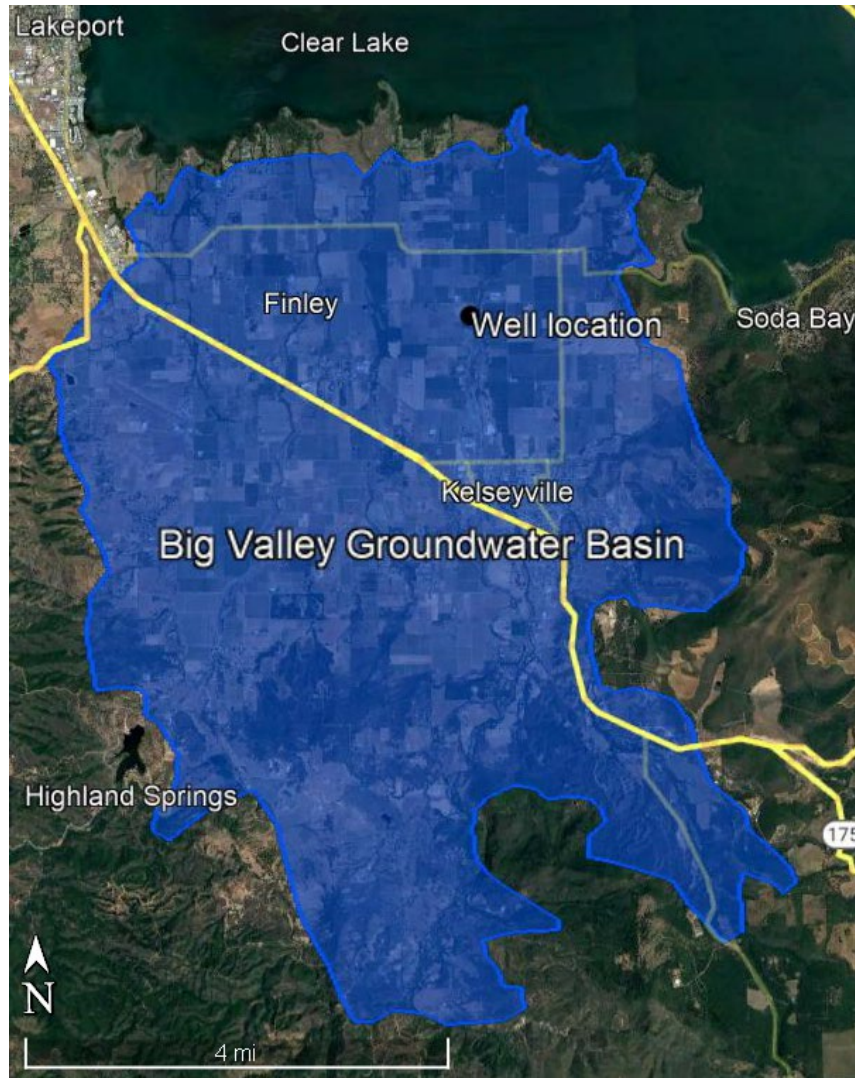 Lakeport
Clear Lake
Finley
Well location
Soda Bay
Kelseyville
Big Valley Groundwater Basin
Highland Springs
175
N
4 mi